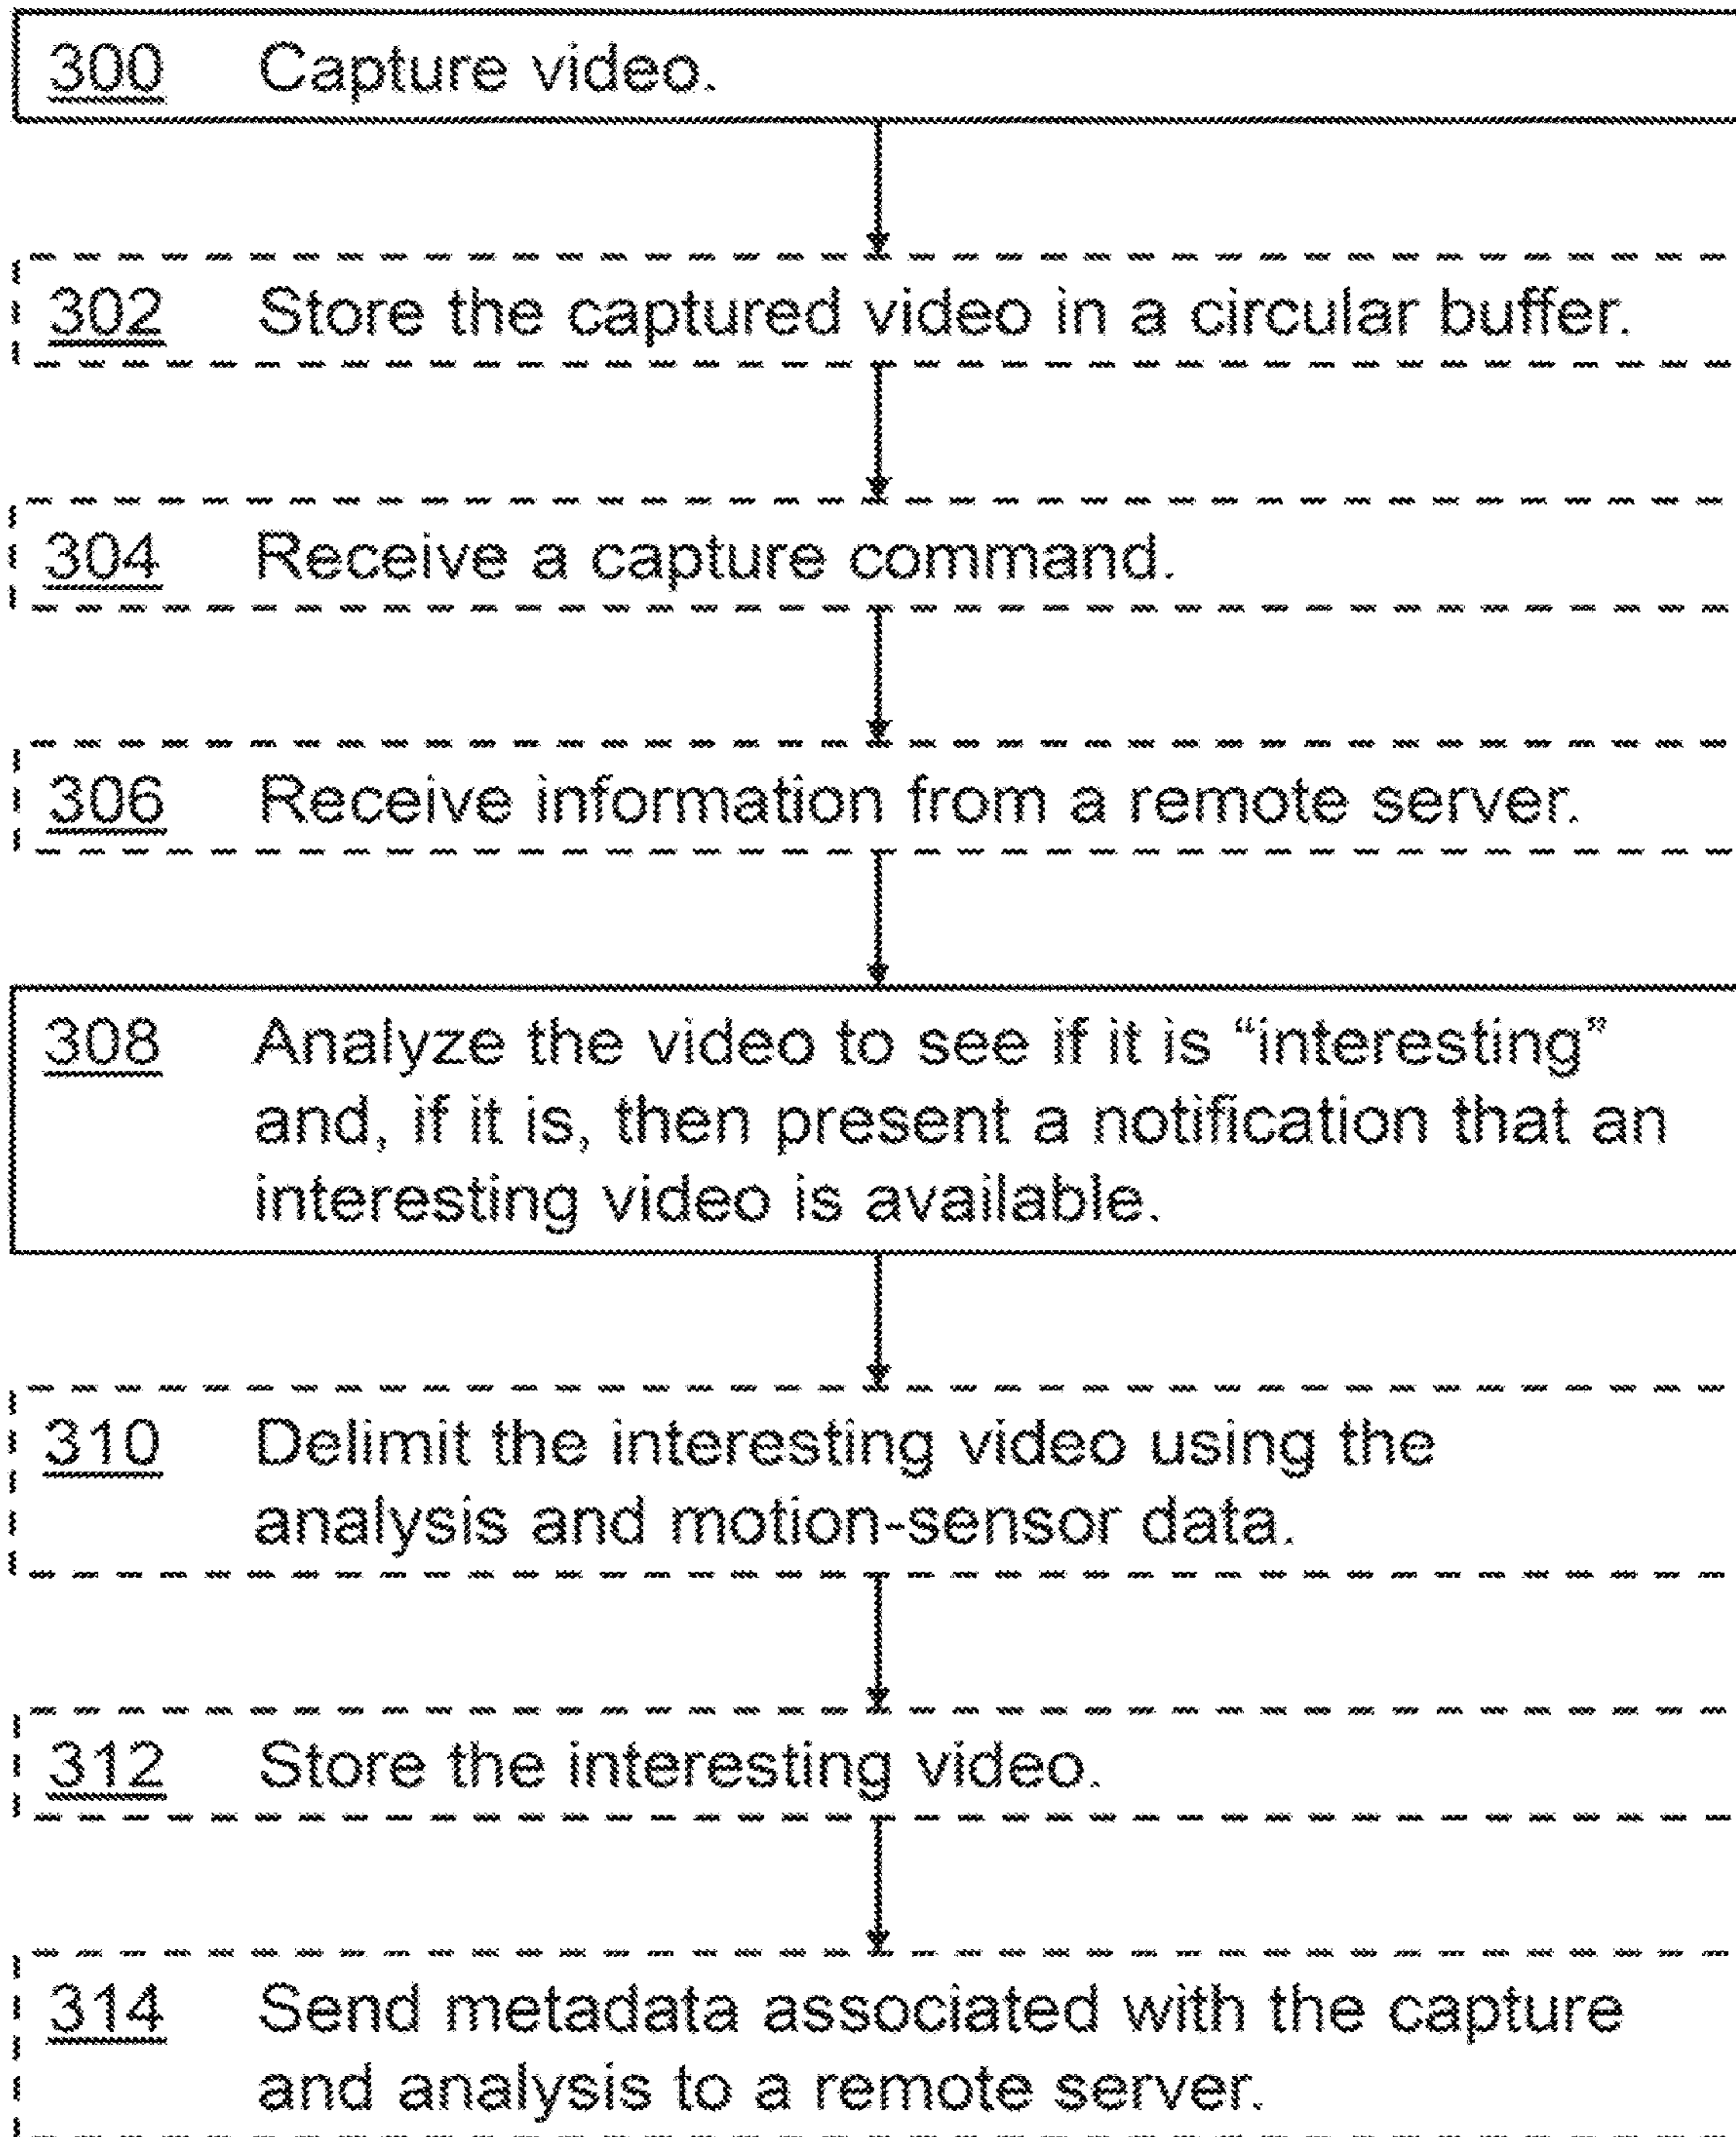 300 Capture video.
302 Store the captured video in a circular buffer.
304 Receive a capture command.
306 Receive information from a remote server.
308 Analyze the video to see if it is “interesting”
and, if it is, then present a notification that an
interesting video is available.
310 Delimit the interesting video using the
analysis and motion-sensor data.
312 Store the interesting video.
314 Send metadata associated with the capture
and analysis to a remote server.